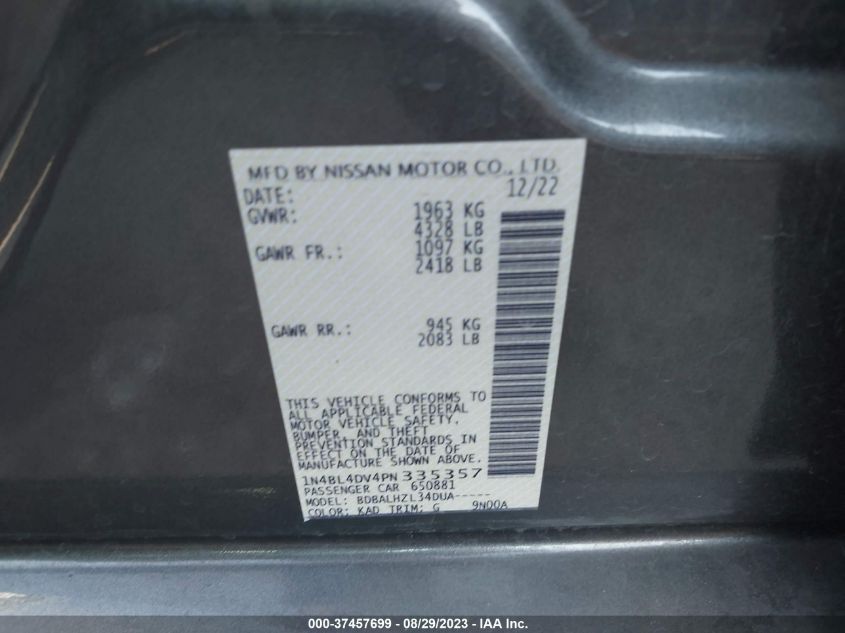 MFD BY NISSAN MOTOR CO., LTD.
DATE: 12/22
GVWR: 1963 KG
4328 LB
GAWR FR.: 1097 KG
2418 LB
GAWR RR.: 945 KG
2083 LB
THIS VEHICLE CONFORMS TO
ALL APPLICABLE FEDERAL
MOTOR VEHICLE SAFETY,
BUMPER, AND THEFT
PREVENTION STANDARDS IN
EFFECT ON THE DATE OF
MANUFACTURE SHOWN ABOVE.
1N4BL4DV4PN335357
PASSENGER CAR 650881
MODEL: BDBALHZL34DUA-----
COLOR: KAD TRIM: G 9N00A
000-37457699 - 08/29/2023 - IAA Inc.